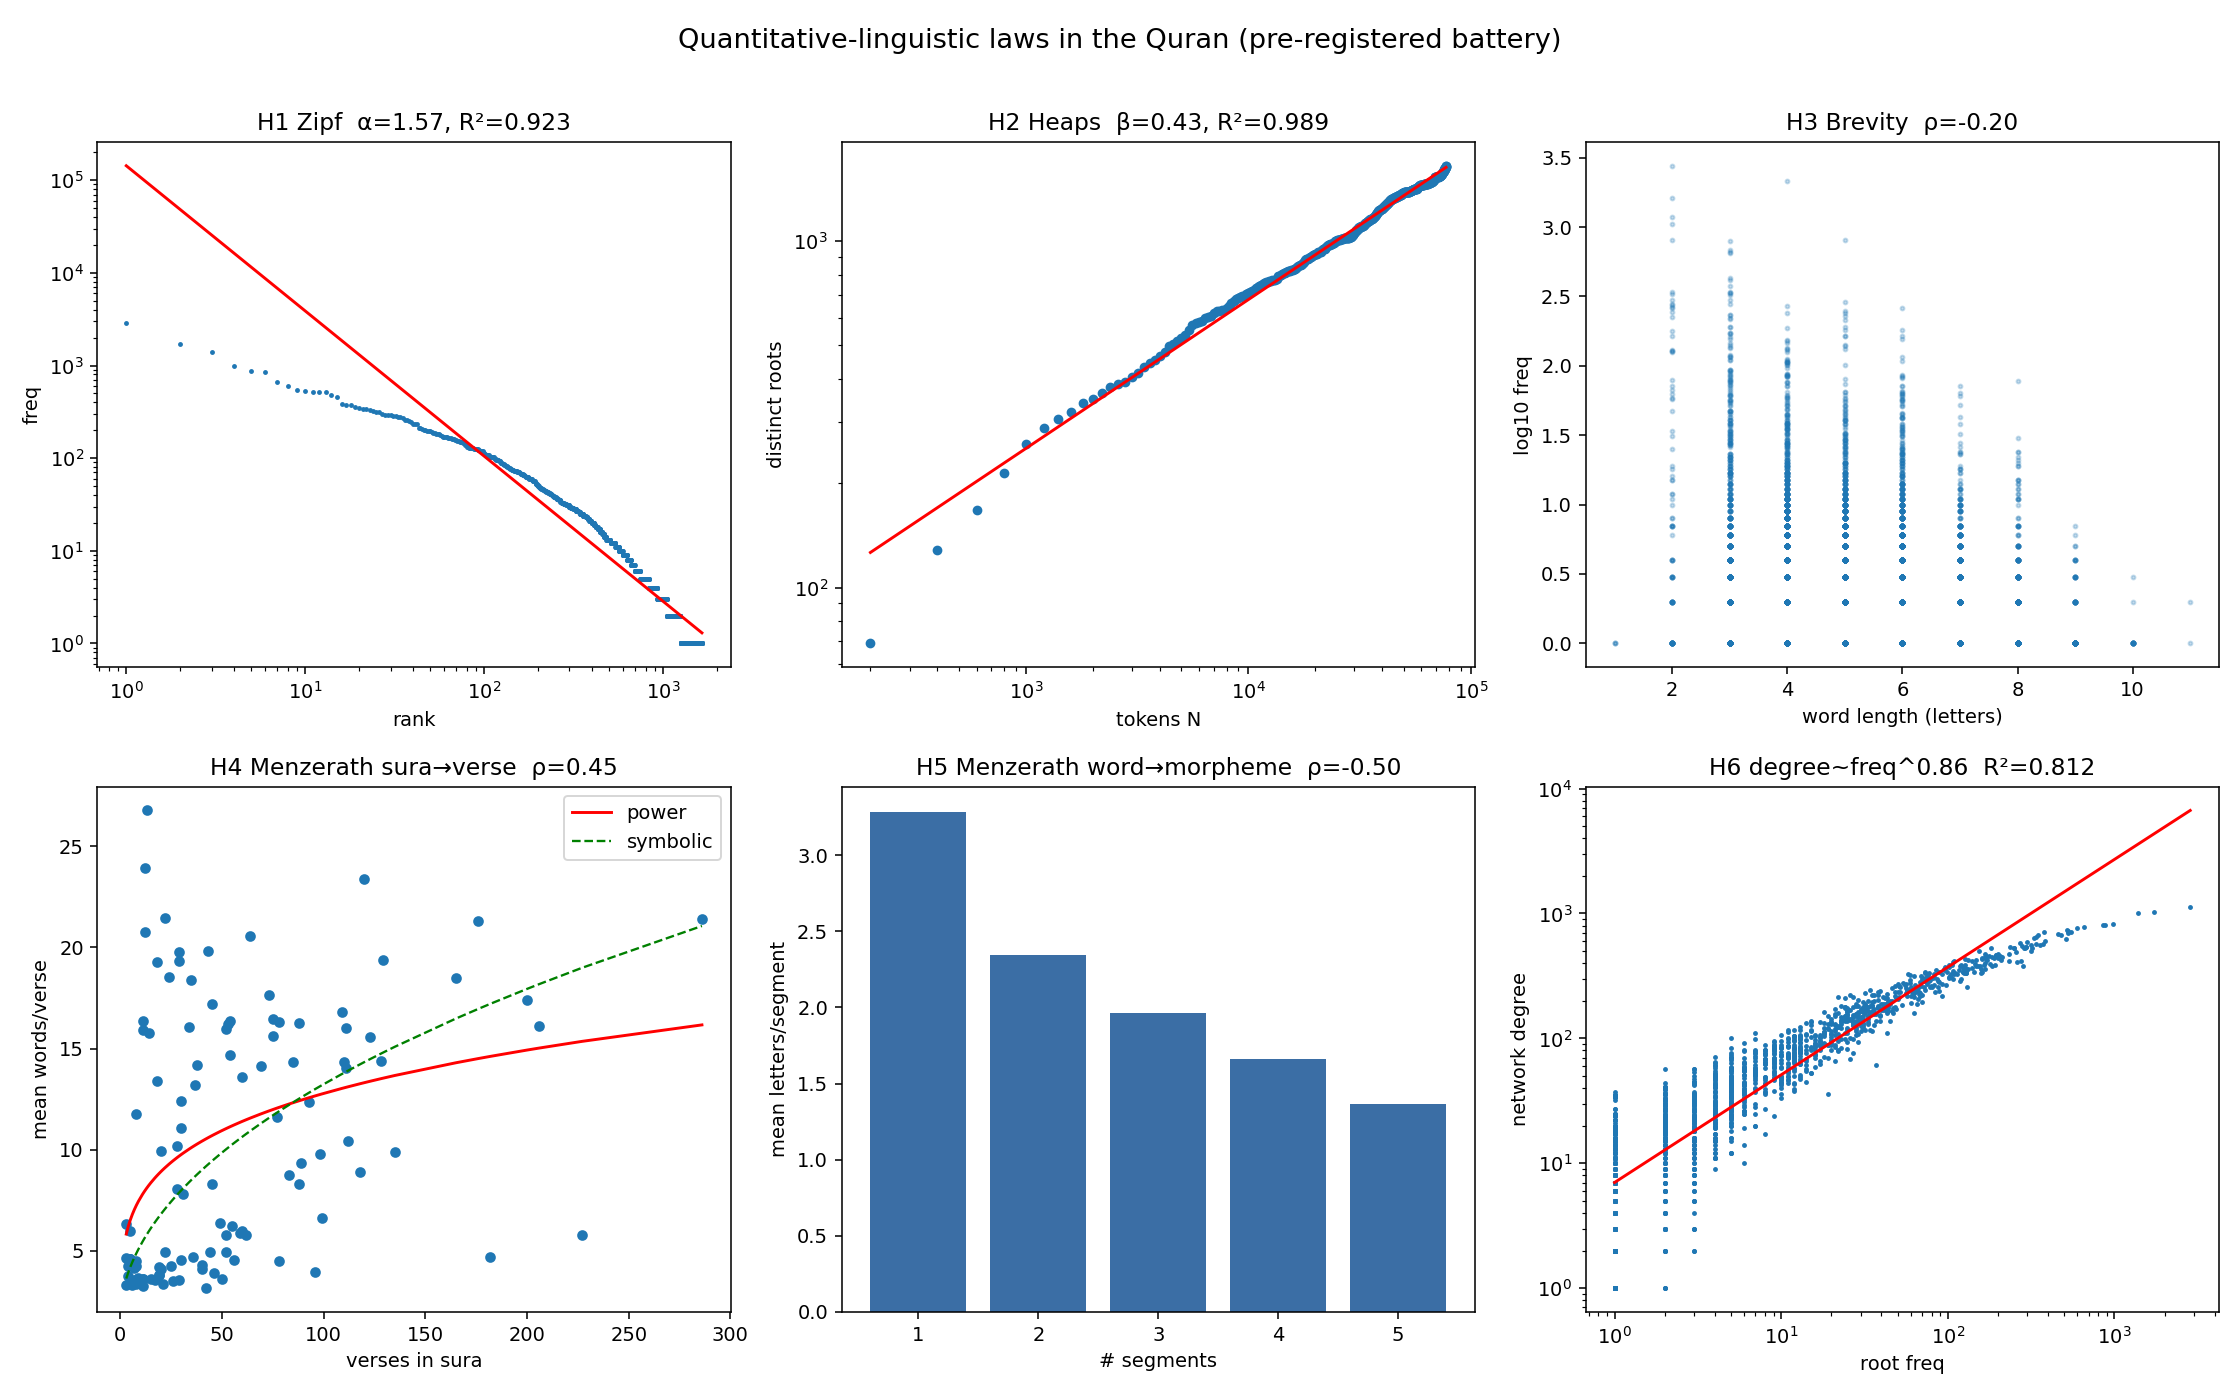 Quantitative-linguistic laws in the Quran (pre-registered battery)
H1 Zipf  α=1.57, R²=0.923
freq
10⁵
10⁴
10³
10²
10¹
10⁰
10⁰ 10¹ 10² 10³
rank
H2 Heaps  β=0.43, R²=0.989
distinct roots
10³
10²
10³ 10⁴ 10⁵
tokens N
H3 Brevity  ρ=-0.20
log10 freq
3.5
3.0
2.5
2.0
1.5
1.0
0.5
0.0
2 4 6 8 10
word length (letters)
H4 Menzerath sura→verse  ρ=0.45
power
symbolic
mean words/verse
25
20
15
10
5
0 50 100 150 200 250 300
verses in sura
H5 Menzerath word→morpheme  ρ=-0.50
mean letters/segment
3.0
2.5
2.0
1.5
1.0
0.5
0.0
1 2 3 4 5
# segments
H6 degree~freq^0.86  R²=0.812
network degree
10⁴
10³
10²
10¹
10⁰
10⁰ 10¹ 10² 10³
root freq